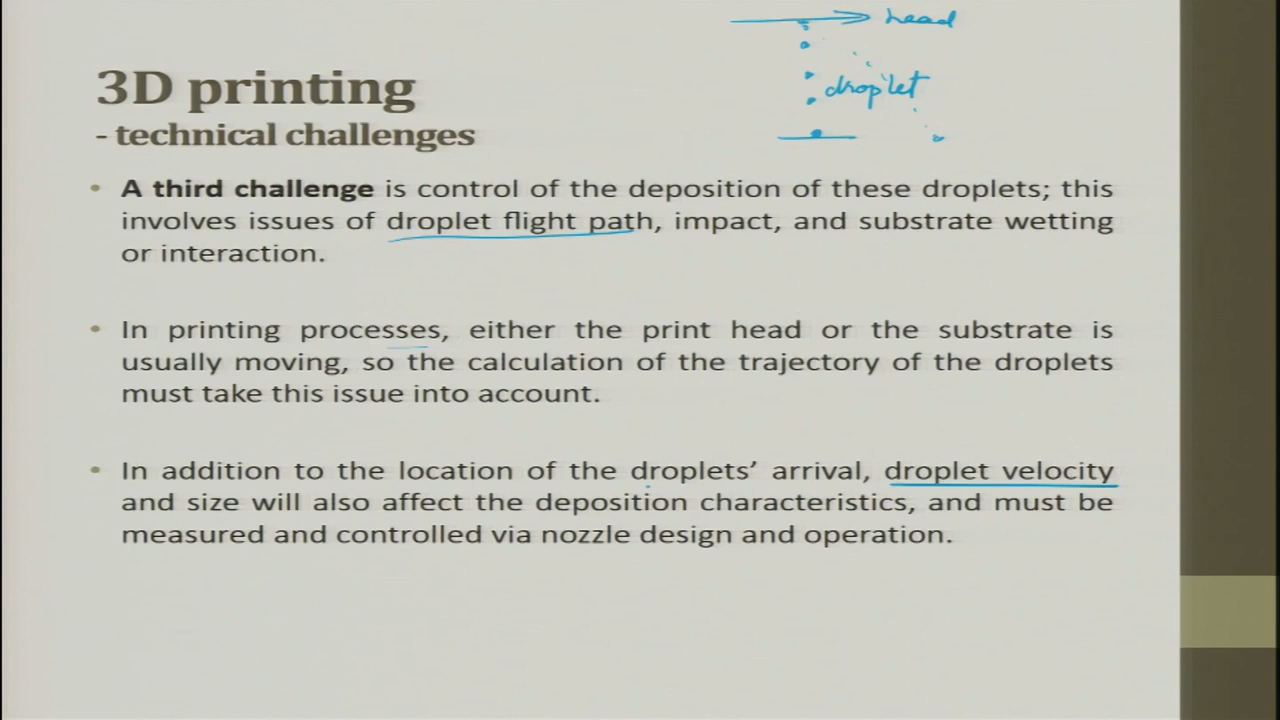 head
3D printing
droplet
- technical challenges
• A third challenge is control of the deposition of these droplets; this
involves issues of droplet flight path, impact, and substrate wetting
or interaction.
• In printing processes, either the print head or the substrate is
usually moving, so the calculation of the trajectory of the droplets
must take this issue into account.
• In addition to the location of the droplets’ arrival, droplet velocity
and size will also affect the deposition characteristics, and must be
measured and controlled via nozzle design and operation.